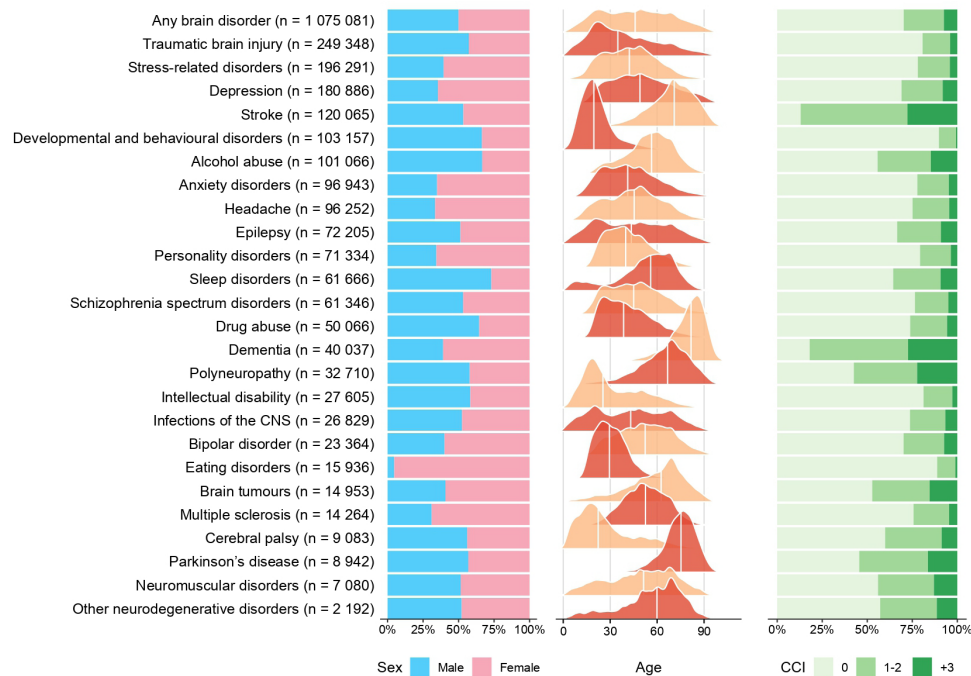 Any brain disorder (n = 1 075 081)
Traumatic brain injury (n = 249 348)
Stress-related disorders (n = 196 291)
Depression (n = 180 886)
Stroke (n = 120 065)
Developmental and behavioural disorders (n = 103 157)
Alcohol abuse (n = 101 066)
Anxiety disorders (n = 96 943)
Headache (n = 96 252)
Epilepsy (n = 72 205)
Personality disorders (n = 71 334)
Sleep disorders (n = 61 666)
Schizophrenia spectrum disorders (n = 61 346)
Drug abuse (n = 50 066)
Dementia (n = 40 037)
Polyneuropathy (n = 32 710)
Intellectual disability (n = 27 605)
Infections of the CNS (n = 26 829)
Bipolar disorder (n = 23 364)
Eating disorders (n = 15 936)
Brain tumours (n = 14 953)
Multiple sclerosis (n = 14 264)
Cerebral palsy (n = 9 083)
Parkinson’s disease (n = 8 942)
Neuromuscular disorders (n = 7 080)
Other neurodegenerative disorders (n = 2 192)
0% 25% 50% 75% 100% 0 30 60 90 0% 25% 50% 75% 100%
Sex Male Female Age CCI 0 1-2 +3